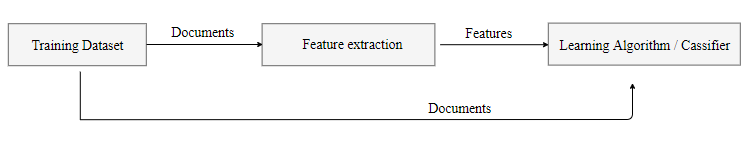 Training Dataset
Documents
Feature extraction
Features
Learning Algorithm / Cassifier
Documents